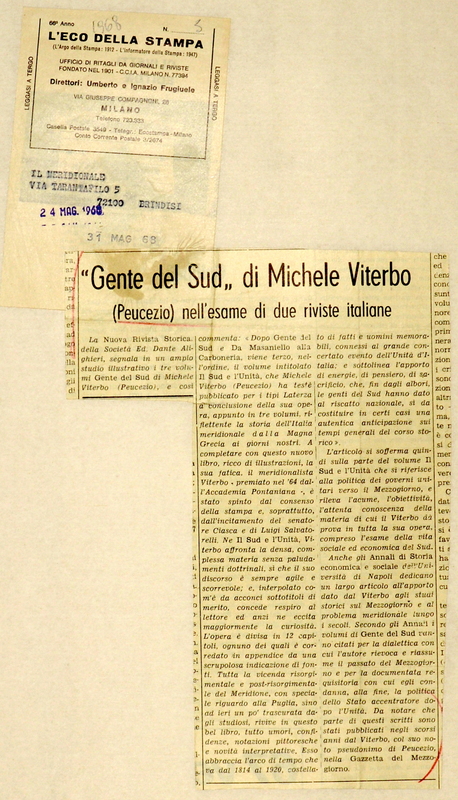 66° Anno 1968 N. 3
L'ECO DELLA STAMPA
(L'Argo della Stampa: 1912 - L'Informatore della Stampa: 1947)
UFFICIO DI RITAGLI DA GIORNALI E RIVISTE
FONDATO NEL 1901 - C.C.I.A. MILANO N. 77394
Direttori: Umberto e Ignazio Frugiuele
VIA GIUSEPPE COMPAGNONI, 28
MILANO
Telefono 723.333
Casella Postale 3549 - Telegr.: Ecostampa-Milano
Conto Corrente Postale 3/2674
LEGGASI A TERGO
LEGGASI A TERGO
IL MERIDIONALE
VIA TARANTAFILO 5
72100 BRINDISI
24 MAG. 1968
31 MAG 68
"Gente del Sud„ di Michele Viterbo
(Peucezio) nell'esame di due riviste italiane
La Nuova Rivista Storica,
della Società Ed. Dante Ali-
ghieri, segnala in un ampio
studio illustrativo i tre volu-
mi Gente del Sud di Michele
Viterbo (Peucezio), e così
commenta: «Dopo Gente del
Sud e Da Masaniello alla
Carboneria, viene terzo, nel-
l'ordine, il volume intitolato
Il Sud e l'Unità, che Michele
Viterbo (Peucezio) ha testè
pubblicato per i tipi Laterza
a conclusione della sua ope-
ra, appunto in tre volumi, ri-
flettente la storia dell'Italia
meridionale dalla Magna
Grecia ai giorni nostri. A
completare con questo nuovo
libro, ricco di illustrazioni, la
sua fatica, il meridionalista
Viterbo - premiato nel '64 dal-
l'Accademia Pontaniana -, è
stato spinto dal consenso
della stampa e, soprattutto,
dall'incitamento del senato-
re Ciasca e di Luigi Salvato-
relli. Ne Il Sud e l'Unità, Vi-
terbo affronta la densa, com-
plessa materia senza paluda-
menti dottrinali, sì che il suo
discorso è sempre agile e
scorrevole; e, interpolato co-
m'è da acconci sottotitoli di
merito, concede respiro al
lettore ed anzi ne eccita
maggiormente la curiosità.
L'opera è divisa in 12 capi-
toli, ognuno dei quali è cor-
redato in appendice da una
scrupolosa indicazione di fon-
ti. Tutta la vicenda risorgi-
mentale e post-risorgimenta-
le del Meridione, con specia-
le riguardo alla Puglia, sino
ad ieri un po' trascurata da-
gli studiosi, rivive in questo
bel libro, tutto umori, confi-
denze, notazioni pittoresche
e novità interpretative. Esso
abbraccia l'arco di tempo che
va dal 1814 al 1920, costella-
to di fatti e uomini memora-
bili, connessi al grande con-
certato evento dell'Unità d'I-
talia; e sottolinea l'apporto
di energie, di pensiero, di sa-
crificio, che, fin dagli albori,
le genti del Sud hanno dato
al riscatto nazionale, sì da
costituire in certi casi una
autentica anticipazione sui
tempi generali del corso sto-
rico».
L'articolo si sofferma quin-
di sulla parte del volume Il
Sud e l'Unità che si riferisce
alla politica dei governi uni-
tari verso il Mezzogiorno, e
rileva l'acume, l'obiettività,
l'attenta conoscenza della
materia di cui il Viterbo dà
prova in tutta la sua opera,
compreso l'esame della vita
sociale ed economica del Sud.
Anche gli Annali di Storia
economica e sociale dell'Uni-
versità di Napoli dedicano
un largo articolo all'apporto
dato dal Viterbo agli studi
storici sul Mezzogiorno e al
problema meridionale lungo
i secoli. Secondo gli Annali i
volumi di Gente del Sud van-
no citati per la dialettica con
cui l'autore rievoca e riassu-
me il passato del Mezzogior-
no e per la documentata re-
quisitoria con cui egli con-
danna, alla fine, la politica
dello Stato accentratore do-
po l'Unità. Da notare che
parte di questi scritti sono
stati pubblicati negli scorsi
anni dal Viterbo, col suo no-
to pseudonimo di Peucezio,
nella Gazzetta del Mezzo-
giorno.